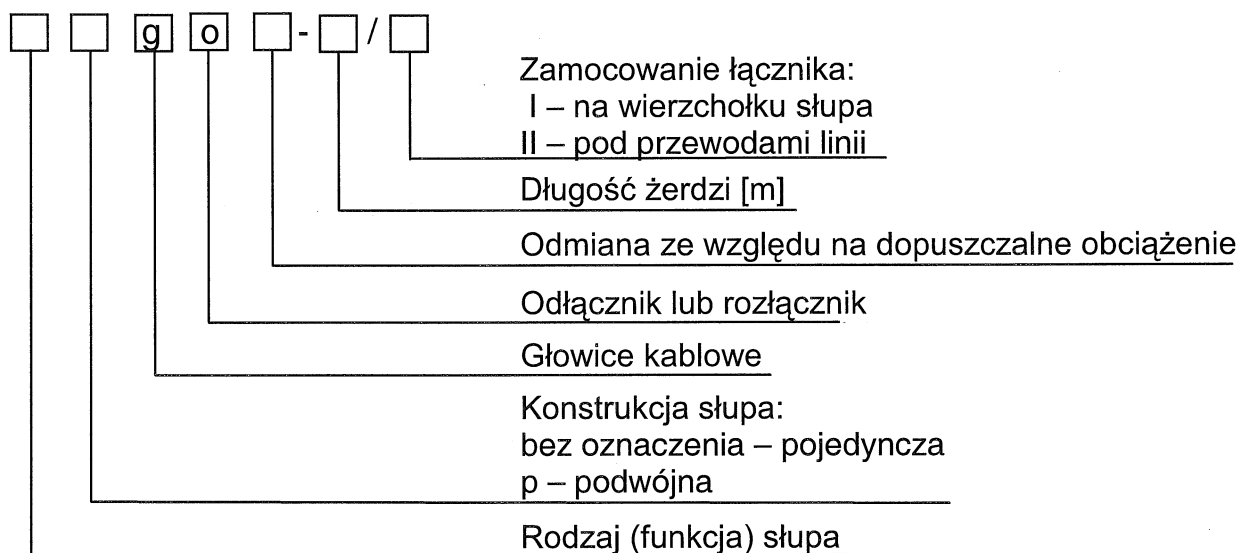 g o - /
Zamocowanie łącznika:
I – na wierzchołku słupa
II – pod przewodami linii
Długość żerdzi [m]
Odmiana ze względu na dopuszczalne obciążenie
Odłącznik lub rozłącznik
Głowice kablowe
Konstrukcja słupa:
bez oznaczenia – pojedyncza
p – podwójna
Rodzaj (funkcja) słupa